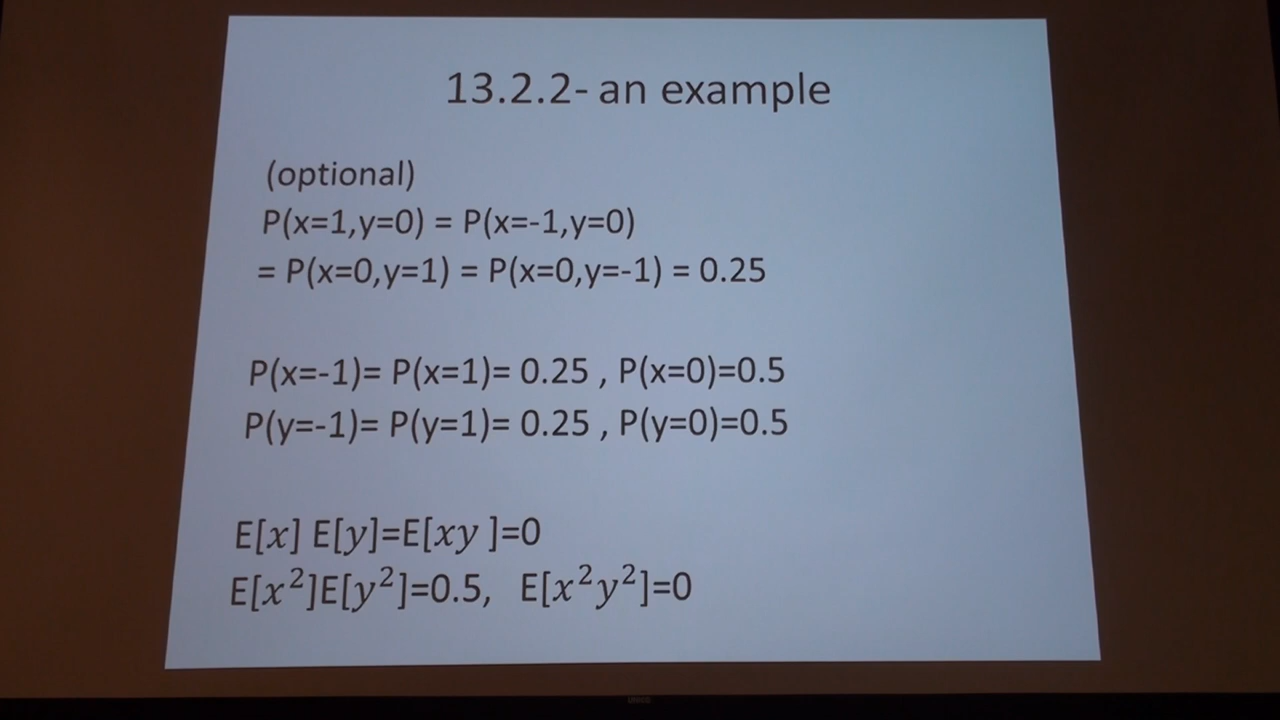 13.2.2- an example
(optional)
P(x=1,y=0) = P(x=-1,y=0)
= P(x=0,y=1) = P(x=0,y=-1) = 0.25
P(x=-1)= P(x=1)= 0.25 , P(x=0)=0.5
P(y=-1)= P(y=1)= 0.25 , P(y=0)=0.5
E[𝑥] E[𝑦]=E[𝑥𝑦 ]=0
E[𝑥²]E[𝑦²]=0.5, E[𝑥²𝑦²]=0